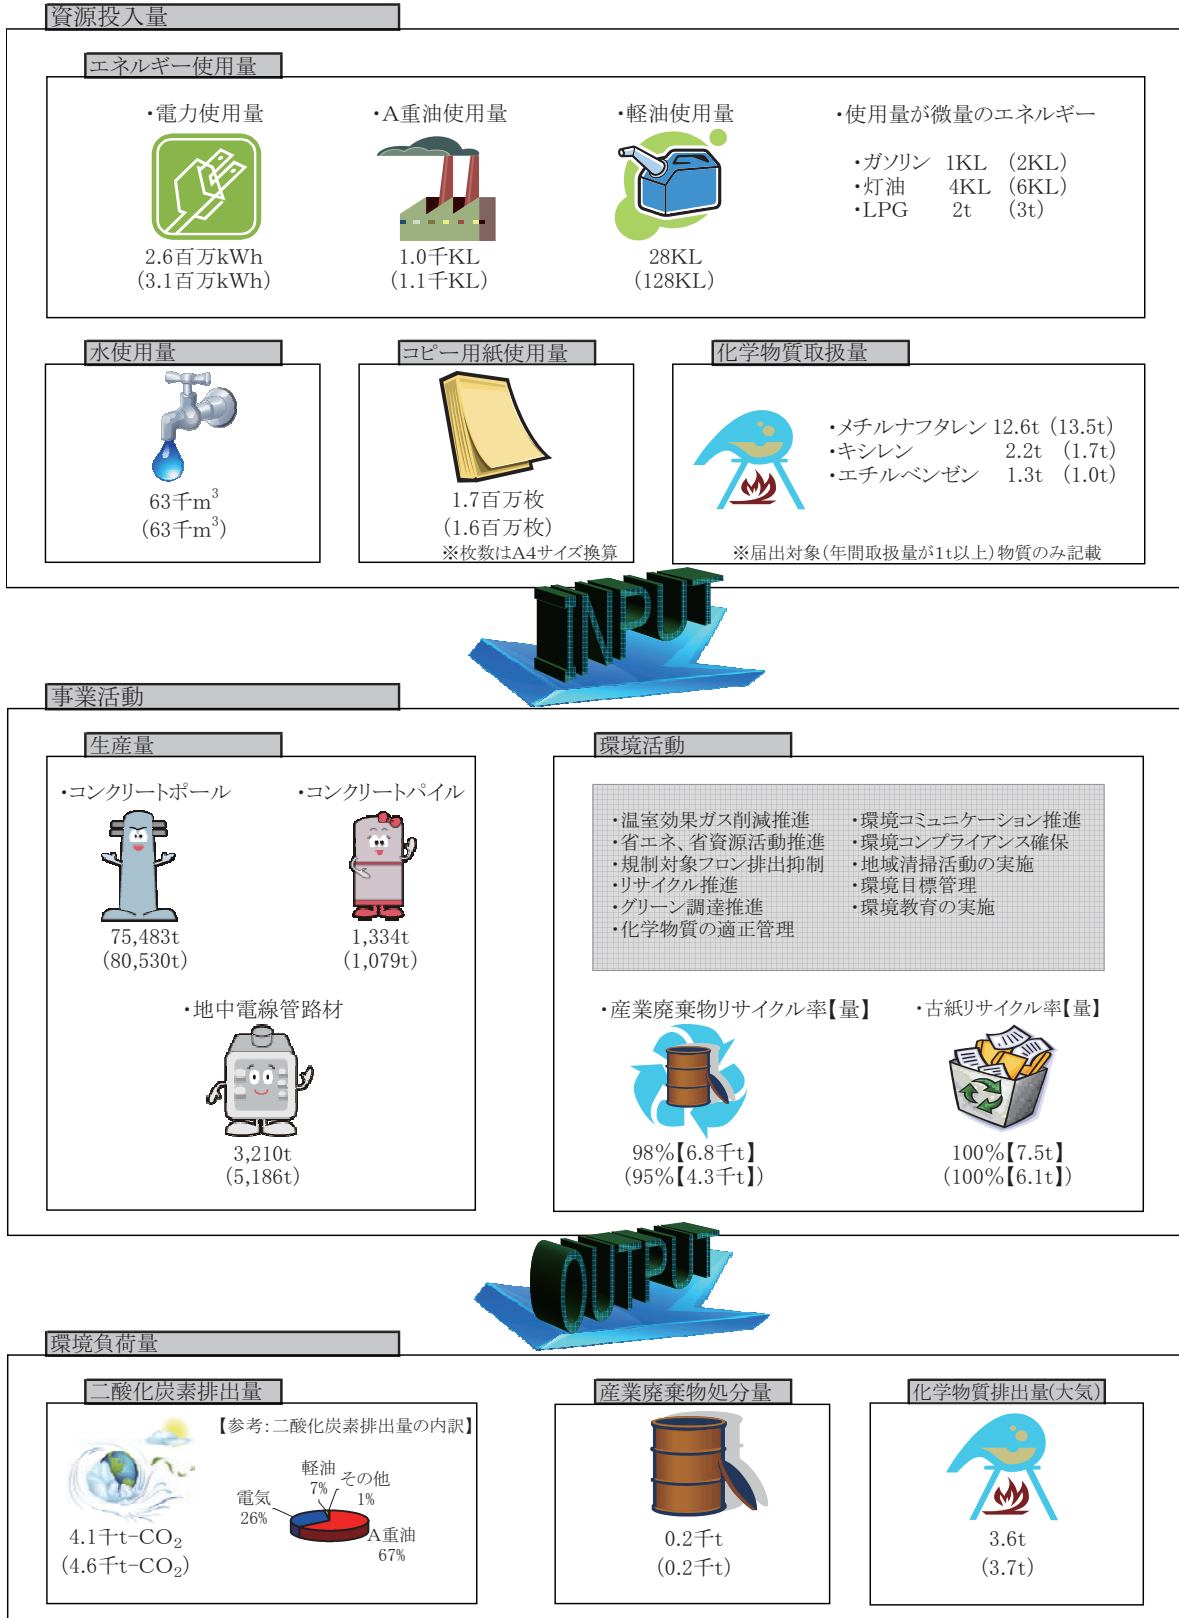 資源投入量
エネルギー使用量
・電力使用量
2.6百万kWh
(3.1百万kWh)
・A重油使用量
1.0千KL
(1.1千KL)
・軽油使用量
28KL
(128KL)
・使用量が微量のエネルギー
・ガソリン 1KL (2KL)
・灯油 4KL (6KL)
・LPG 2t (3t)
水使用量
63千m³
(63千m³)
コピー用紙使用量
1.7百万枚
(1.6百万枚)
※枚数はA4サイズ換算
化学物質取扱量
・メチルナフタレン 12.6t (13.5t)
・キシレン 2.2t (1.7t)
・エチルベンゼン 1.3t (1.0t)
※届出対象(年間取扱量が1t以上)物質のみ記載
INPUT
事業活動
生産量
・コンクリートポール
75,483t
(80,530t)
・コンクリートパイル
1,334t
(1,079t)
・地中電線管路材
3,210t
(5,186t)
環境活動
・温室効果ガス削減推進
・省エネ、省資源活動推進
・規制対象フロン排出抑制
・リサイクル推進
・グリーン調達推進
・化学物質の適正管理
・環境コミュニケーション推進
・環境コンプライアンス確保
・地域清掃活動の実施
・環境目標管理
・環境教育の実施
・産業廃棄物リサイクル率【量】
98%【6.8千t】
(95%【4.3千t】)
・古紙リサイクル率【量】
100%【7.5t】
(100%【6.1t】)
OUTPUT
環境負荷量
二酸化炭素排出量
4.1千t-CO₂
(4.6千t-CO₂)
【参考:二酸化炭素排出量の内訳】
軽油
7%
その他
1%
電気
26%
A重油
67%
産業廃棄物処分量
0.2千t
(0.2千t)
化学物質排出量(大気)
3.6t
(3.7t)